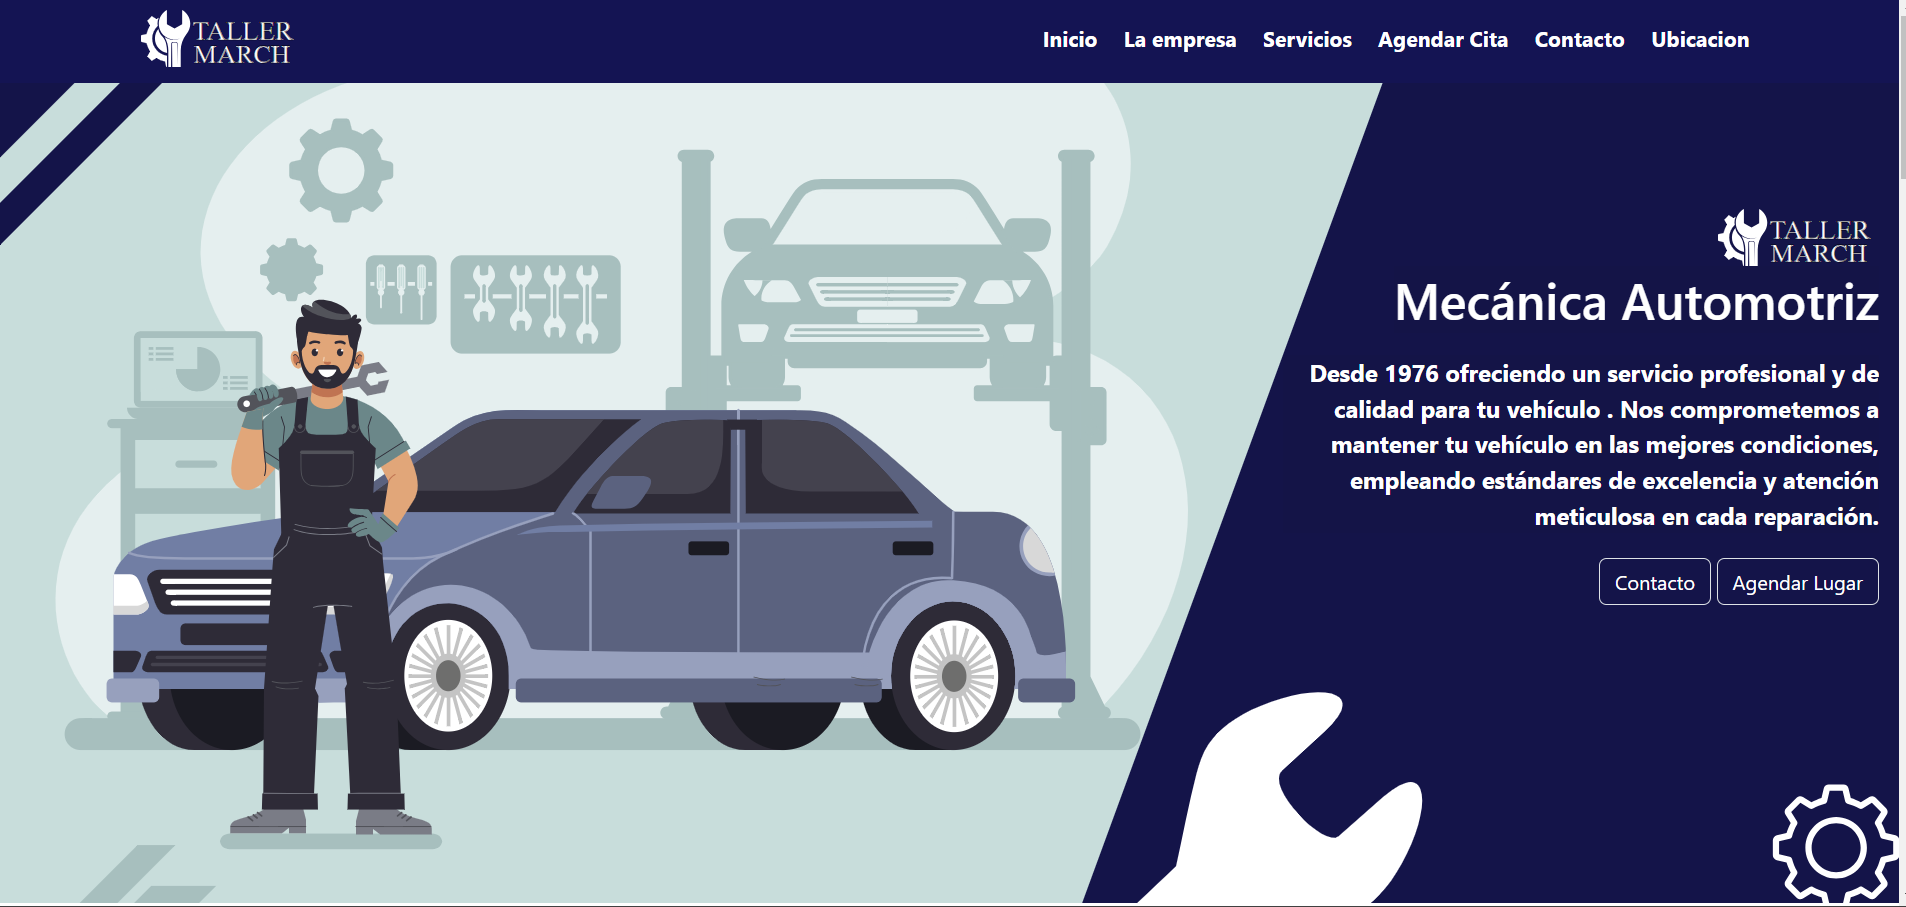 TALLER
MARCH
Inicio La empresa Servicios Agendar Cita Contacto Ubicacion
TALLER
MARCH
Mecánica Automotriz
Desde 1976 ofreciendo un servicio profesional y de
calidad para tu vehículo . Nos comprometemos a
mantener tu vehículo en las mejores condiciones,
empleando estándares de excelencia y atención
meticulosa en cada reparación.
Contacto Agendar Lugar